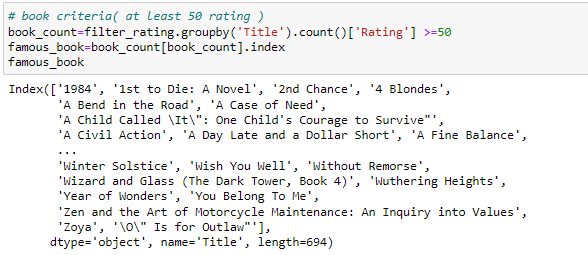 # book criteria( at least 50 rating )
book_count=filter_rating.groupby('Title').count()['Rating'] >=50
famous_book=book_count[book_count].index
famous_book
Index(['1984', '1st to Die: A Novel', '2nd Chance', '4 Blondes',
'A Bend in the Road', 'A Case of Need',
'A Child Called \It\": One Child's Courage to Survive"',
'A Civil Action', 'A Day Late and a Dollar Short', 'A Fine Balance',
...
'Winter Solstice', 'Wish You Well', 'Without Remorse',
'Wizard and Glass (The Dark Tower, Book 4)', 'Wuthering Heights',
'Year of Wonders', 'You Belong To Me',
'Zen and the Art of Motorcycle Maintenance: An Inquiry into Values',
'Zoya', '\O\" Is for Outlaw"'],
dtype='object', name='Title', length=694)